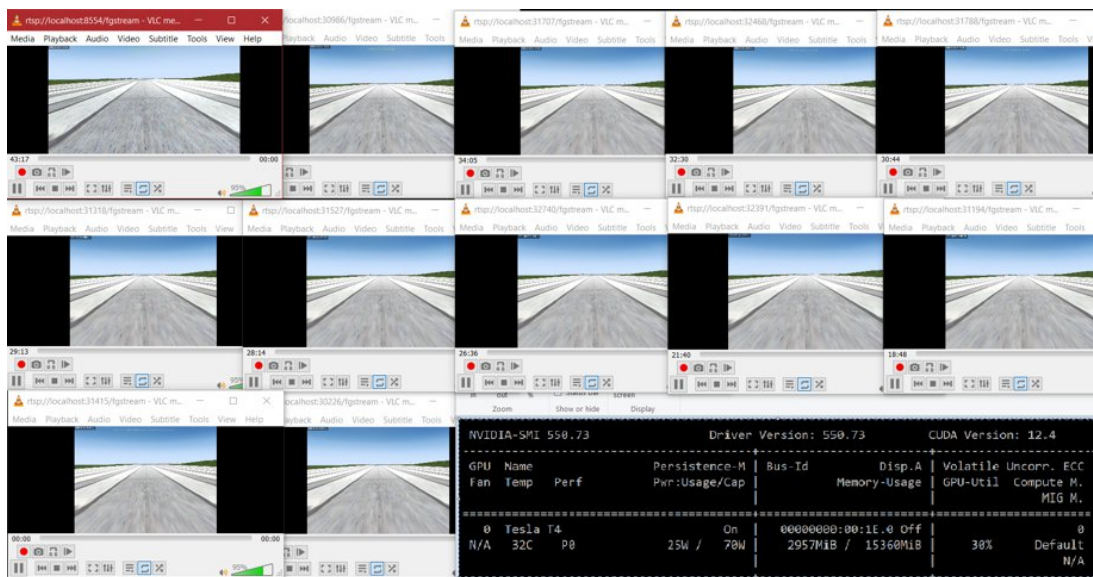 rtsp://localhost:8554/fgstream - VLC me...
Media Playback Audio Video Subtitle Tools View Help
43:17 00:00
95%
:30986/fgstream - VLC m...
Playback Audio Video Subtitle Tools
rtsp://localhost:31707/fgstream - VLC m...
Media Playback Audio Video Subtitle Tools
34:05
rtsp://localhost:32468/fgstream - VLC m...
Media Playback Audio Video Subtitle Tools
32:30
rtsp://localhost:31788/fgstream - VLC m...
Media Playback Audio Video Subtitle Tools
30:44
rtsp://localhost:31318/fgstream - VLC m...
Media Playback Audio Video Subtitle Tools View
29:13
95%
rtsp://localhost:31527/fgstream - VLC m...
Media Playback Audio Video Subtitle Tools
28:14
rtsp://localhost:32740/fgstream - VLC m...
Media Playback Audio Video Subtitle Tools
26:36
rtsp://localhost:32391/fgstream - VLC m...
Media Playback Audio Video Subtitle Tools
21:40
rtsp://localhost:31194/fgstream - VLC m...
Media Playback Audio Video Subtitle Tools
18:48
rtsp://localhost:31415/fgstream - VLC m...
Media Playback Audio Video Subtitle Tools View Help
00:00 00:00
95%
:30226/fgstream - VLC m...
Playback Audio Video Subtitle Tools
in out %
Zoom Show or hide Display
screen
NVIDIA-SMI 550.73 Driver Version: 550.73 CUDA Version: 12.4
GPU Name Persistence-M | Bus-Id Disp.A | Volatile Uncorr. ECC
Fan Temp Perf Pwr:Usage/Cap | Memory-Usage | GPU-Util Compute M.
| | MIG M.
0 Tesla T4 On | 00000000:00:1E.0 Off | 0
N/A 32C P0 25W / 70W | 2957MiB / 15360MiB | 30% Default
| | N/A